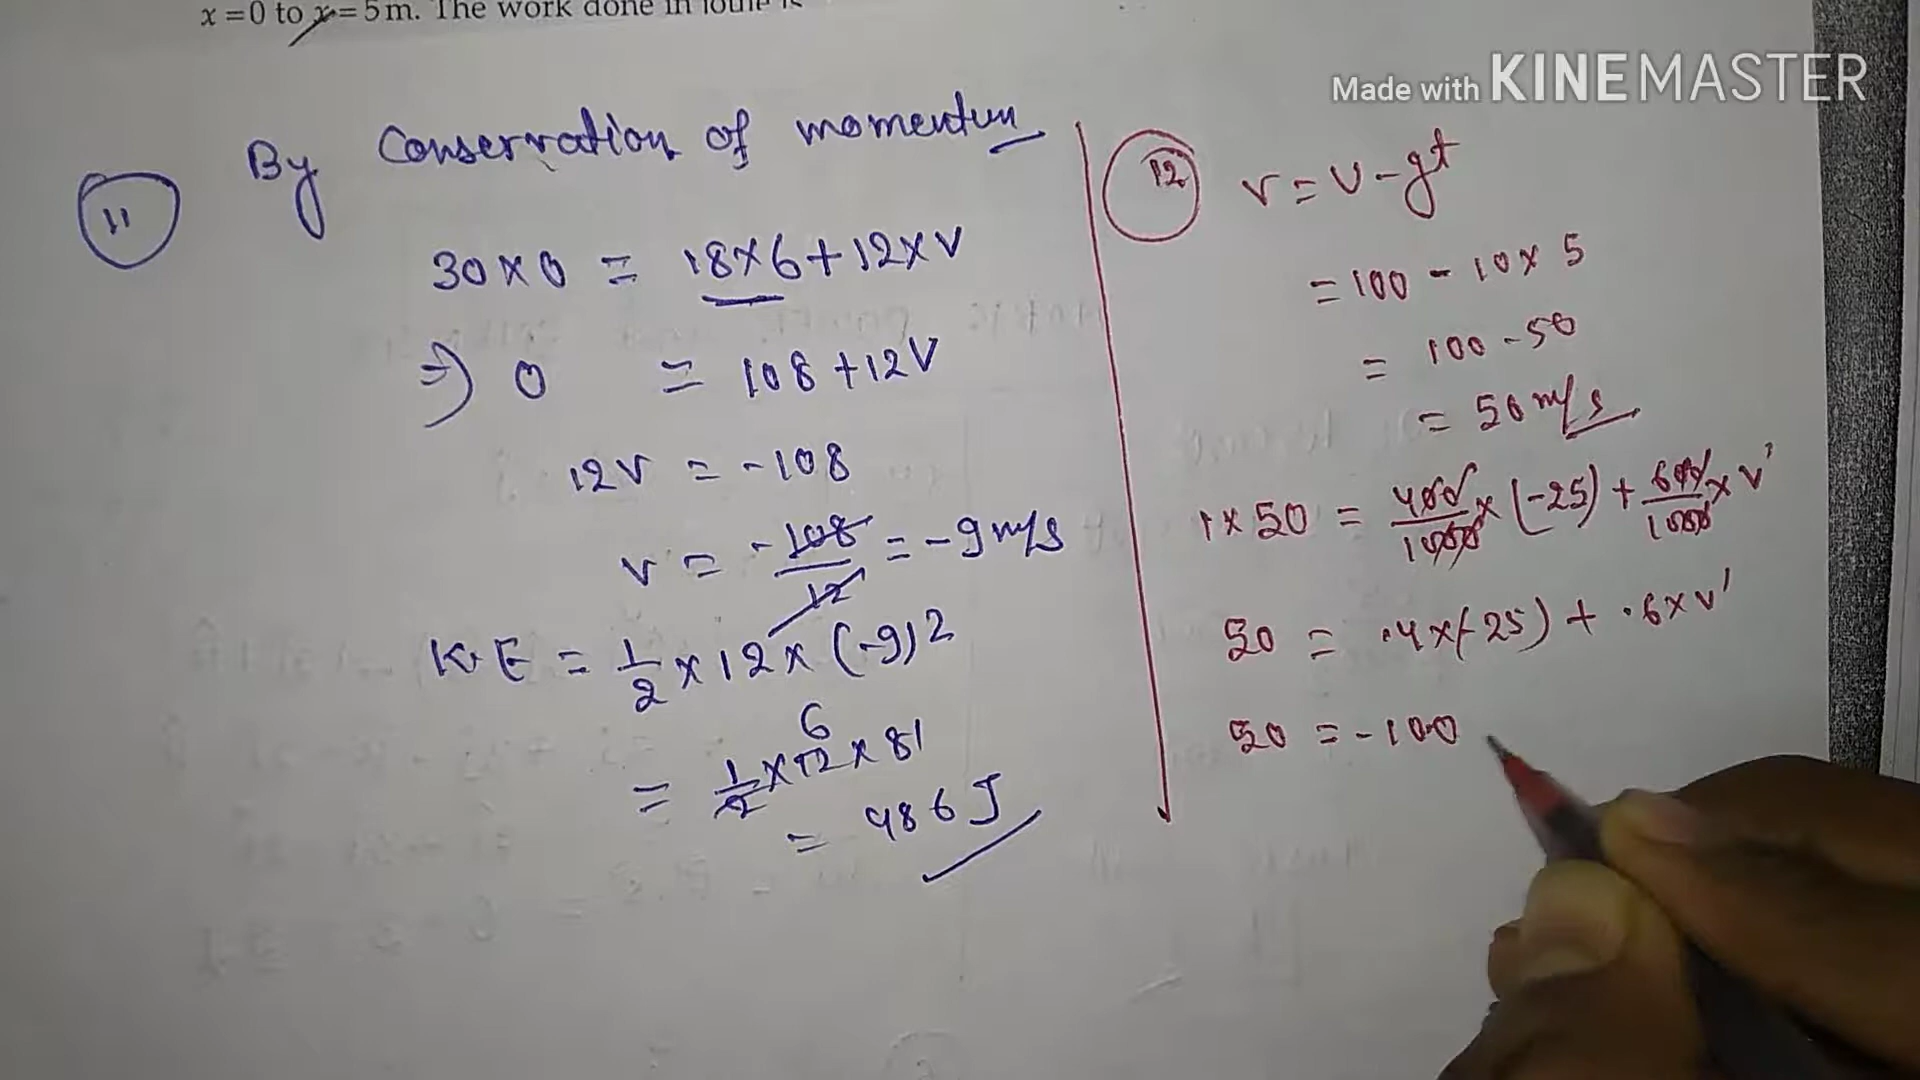 x = 0 to x = 5 m. The work done in joule is
Made with KINEMASTER
11 By Conservation of momentum
30 × 0 = 18×6 + 12×V
⇒) 0 = 108 + 12V
12V = -108
V = -108/12 = -9 m/s
K.E = 1/2 × 12 × (-9)2
= 1/2 × 12 × 81
6
= 486 J
12 v = u - gt
= 100 - 10 × 5
= 100 - 50
= 50 m/s
1 × 50 = 400/1000 × (-25) + 600/1000 × v'
50 = .4×(-25) + .6×v'
50 = -100